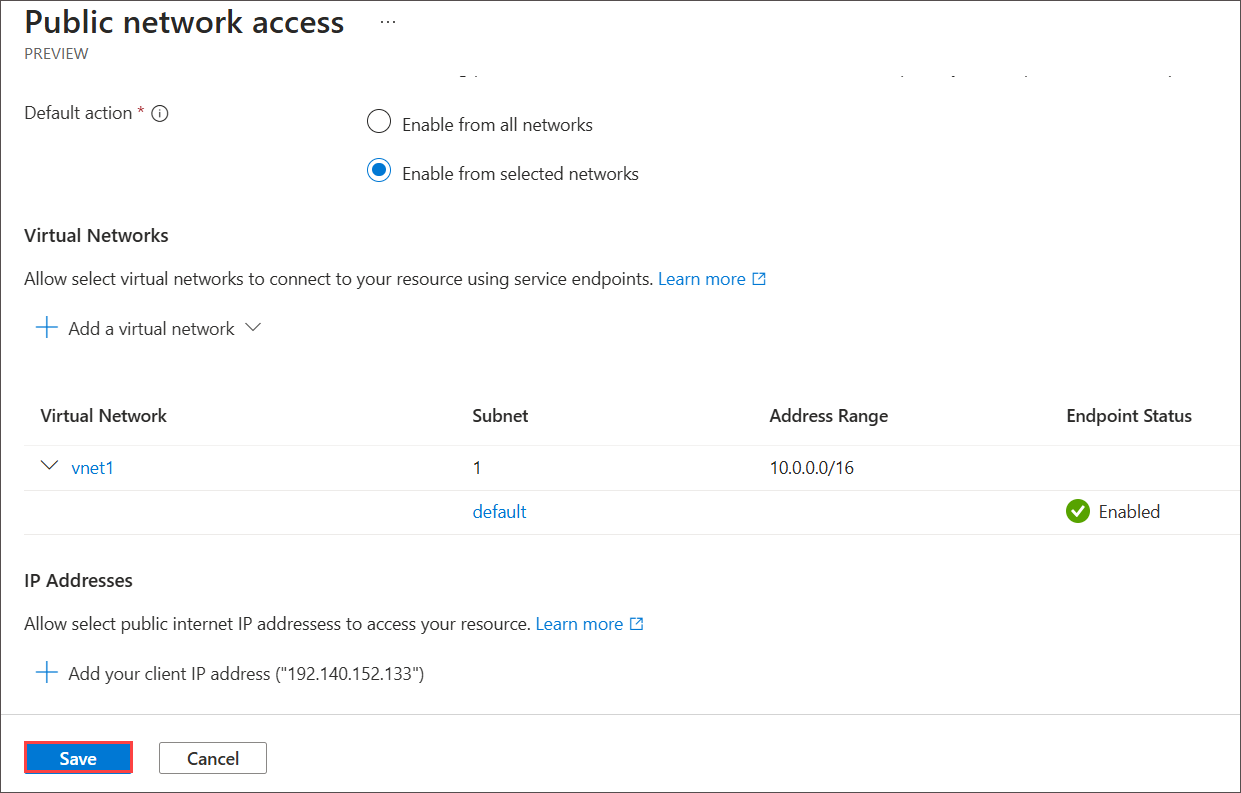 Public network access ...
PREVIEW
Default action * 
Enable from all networks
Enable from selected networks
Virtual Networks
Allow select virtual networks to connect to your resource using service endpoints. Learn more
Add a virtual network
Virtual Network Subnet Address Range Endpoint Status
vnet1 1 10.0.0.0/16
default Enabled
IP Addresses
Allow select public internet IP addressess to access your resource. Learn more
Add your client IP address ("192.140.152.133")
Save Cancel